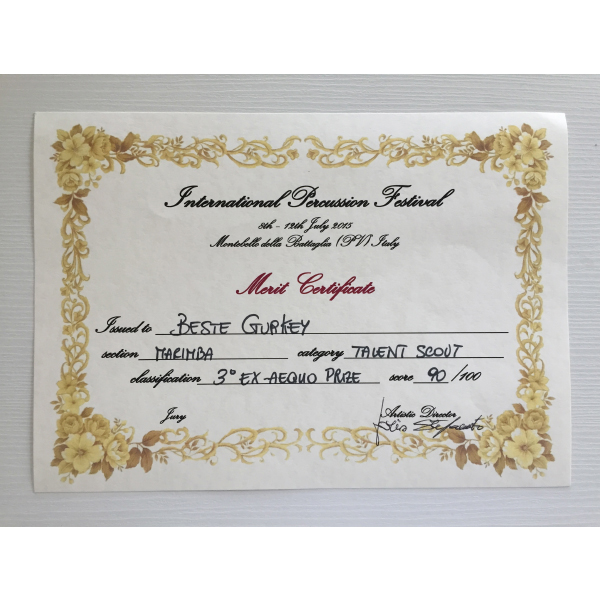 International Percussion Festival
8th - 12th July 2015
Montebello della Battaglia (PV) Italy
Merit Certificate
Issued to BESTE GURKEY
section MARIMBA category TALENT SCOUT
classification 3° EX-AEQUO PRIZE score 90 /100
Jury Artistic Director